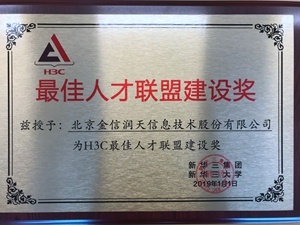 H3C
最佳人才联盟建设奖
兹授予：北京金信润天信息技术股份有限公司
为H3C最佳人才联盟建设奖
新华三集团
新华三大学
2019年1月1日